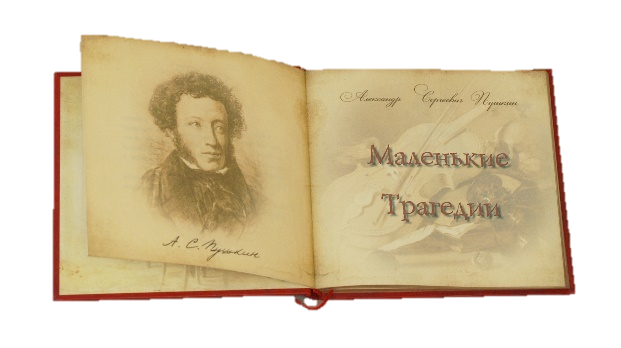 А. С. Пушкин
Александр Сергеевич Пушкин
Маленькие
Трагедии